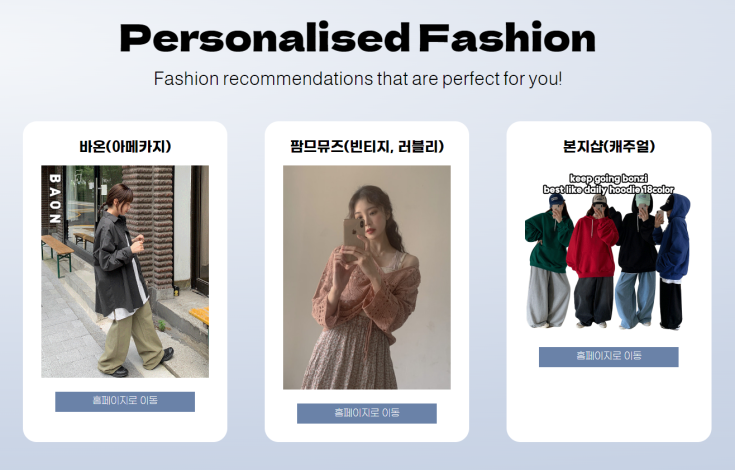 Personalised Fashion
Fashion recommendations that are perfect for you!
바온(아메카지)
BAON
홈페이지로 이동
팜므뮤즈(빈티지, 러블리)
홈페이지로 이동
본지샵(캐주얼)
keep going bonzi
best like daily hoodie 18color
홈페이지로 이동